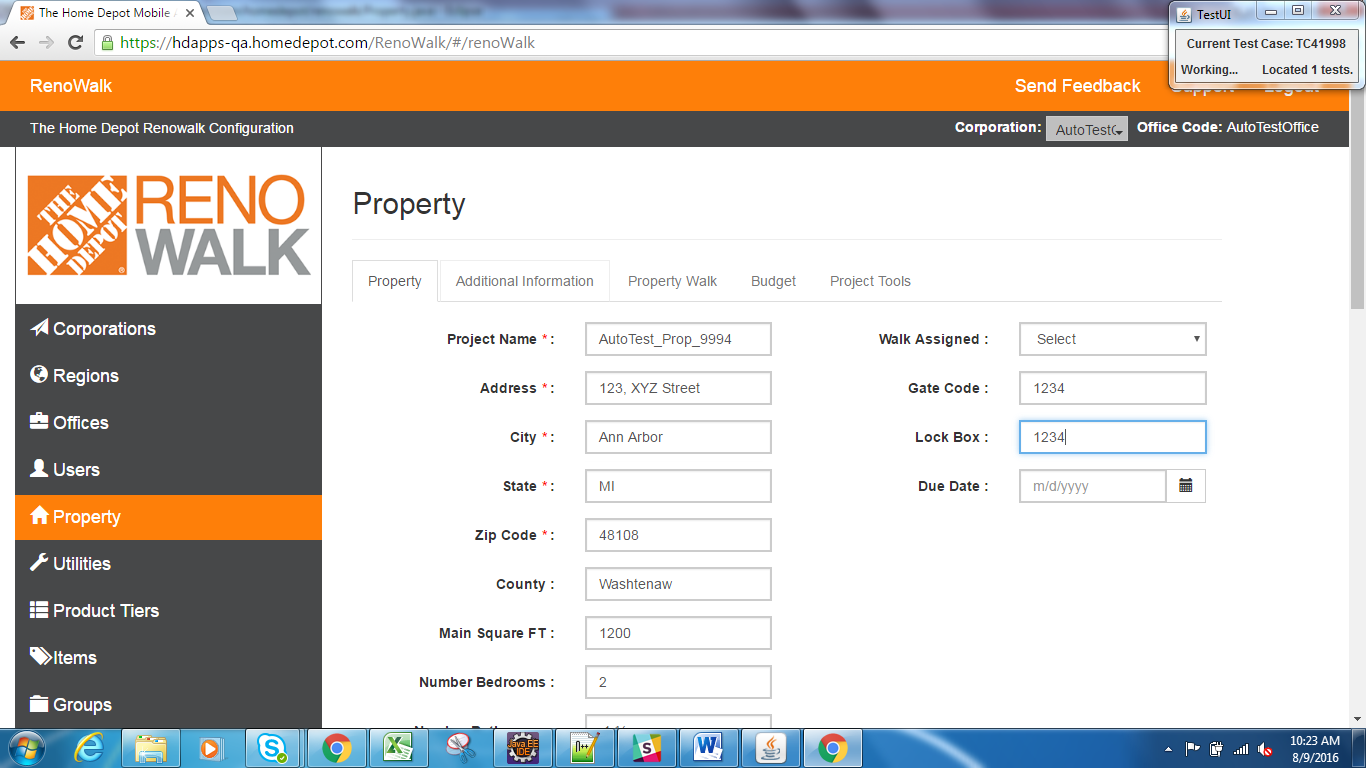 The Home Depot Mobile
TestUI
https://hdapps-qa.homedepot.com/RenoWalk/#/renoWalk
Current Test Case: TC41998
Working... Located 1 tests.
RenoWalk Send Feedback
The Home Depot Renowalk Configuration Corporation: AutoTestC Office Code: AutoTestOffice
THE HOME DEPOT RENO WALK
Property
Property Additional Information Property Walk Budget Project Tools
Corporations
Regions
Offices
Users
Property
Utilities
Product Tiers
Items
Groups
Project Name * : AutoTest_Prop_9994 Walk Assigned : Select
Address * : 123, XYZ Street Gate Code : 1234
City * : Ann Arbor Lock Box : 1234
State * : MI Due Date : m/d/yyyy
Zip Code * : 48108
County : Washtenaw
Main Square FT : 1200
Number Bedrooms : 2
Java EE IDE
10:23 AM
8/9/2016